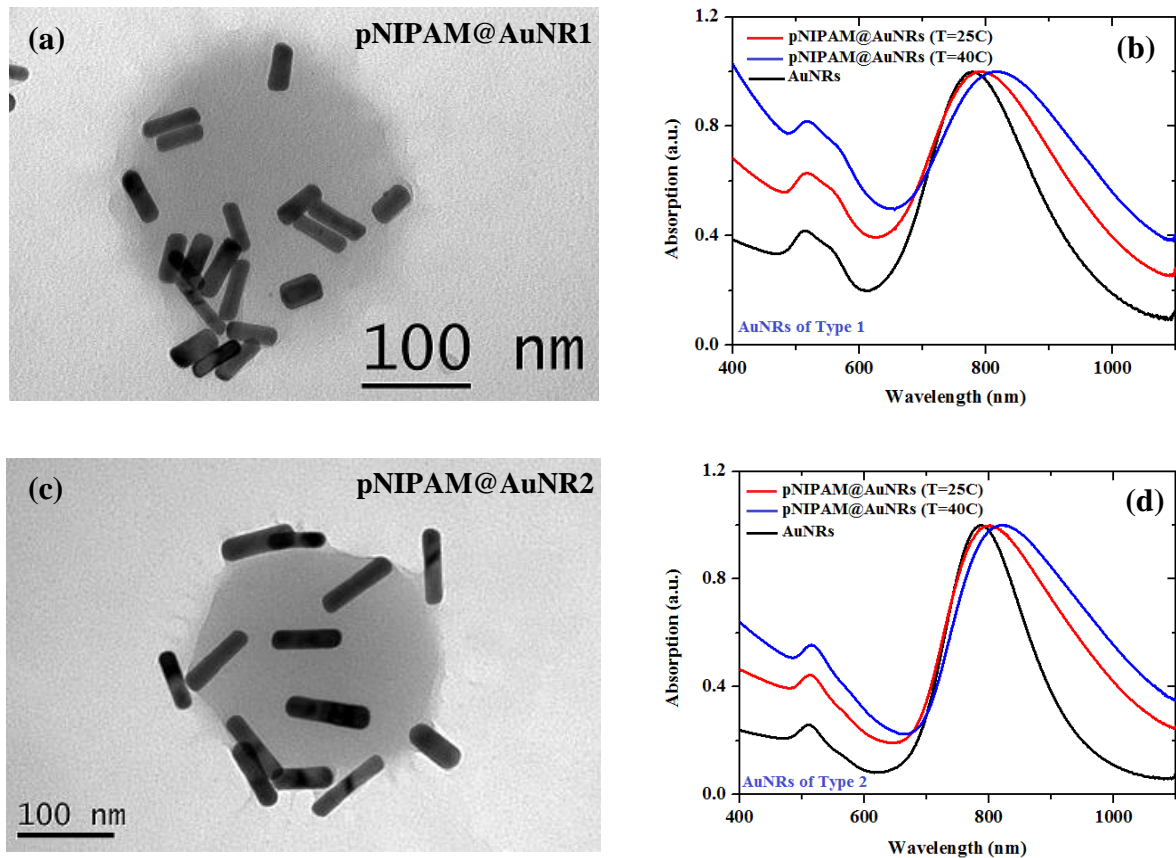 (a)
pNIPAM@AuNR1
100 nm
(b)
1.2
0.8
0.4
0.0
Absorption (a.u.)
pNIPAM@AuNRs (T=25C)
pNIPAM@AuNRs (T=40C)
AuNRs
AuNRs of Type 1
400
600
800
1000
Wavelength (nm)
(c)
pNIPAM@AuNR2
100 nm
(d)
1.2
0.8
0.4
0.0
Absorption (a.u.)
pNIPAM@AuNRs (T=25C)
pNIPAM@AuNRs (T=40C)
AuNRs
AuNRs of Type 2
400
600
800
1000
Wavelength (nm)